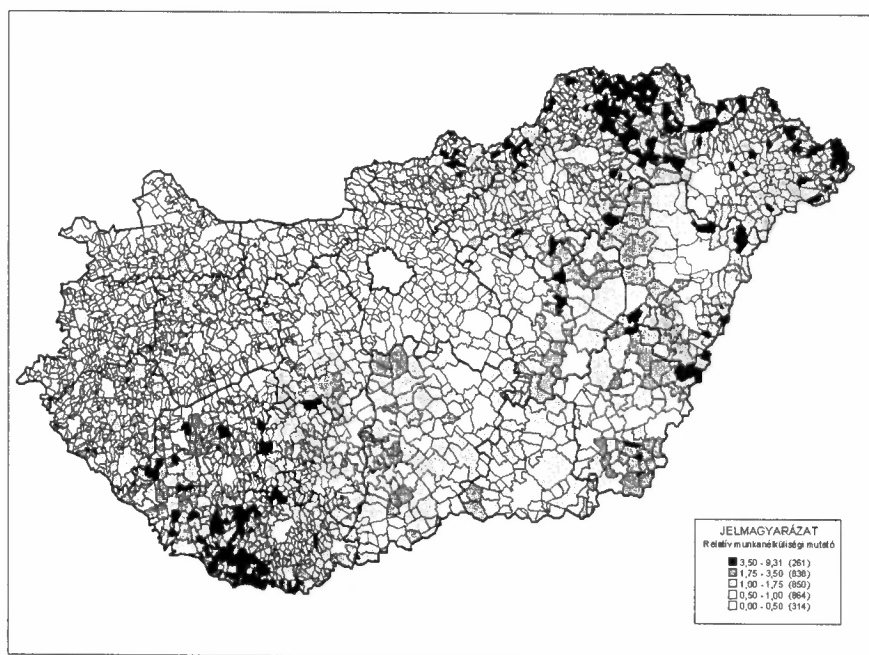 JELMAGYARÁZAT
Relatív munkanélküliségi mutató
3,50 - 9,31 (261)
1,75 - 3,50 (838)
1,00 - 1,75 (850)
0,50 - 1,00 (864)
0,00 - 0,50 (314)